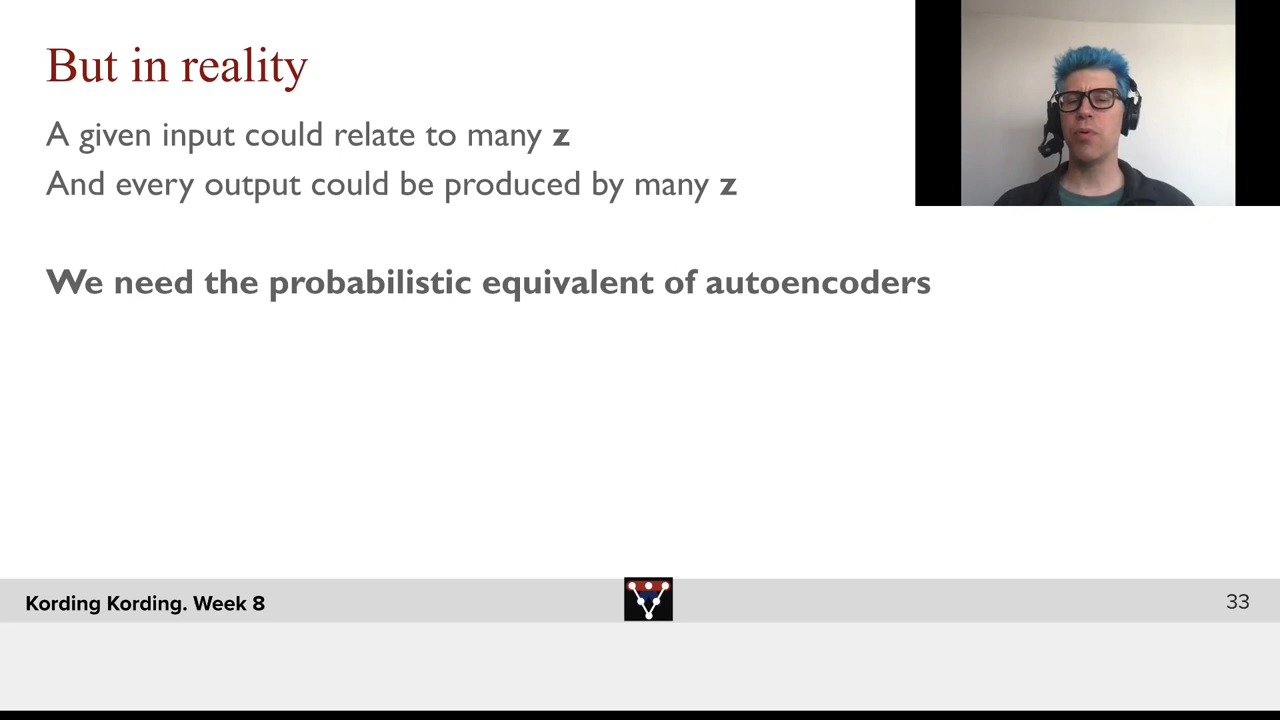 But in reality
A given input could relate to many z
And every output could be produced by many z
We need the probabilistic equivalent of autoencoders
Kording Kording. Week 8
33